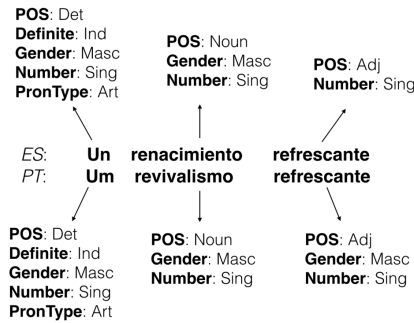 POS: Det
Definite: Ind
Gender: Masc
Number: Sing
PronType: Art
POS: Noun
Gender: Masc
Number: Sing
POS: Adj
Number: Sing
ES: Un renacimiento refrescante
PT: Um revivalismo refrescante
POS: Det
Definite: Ind
Gender: Masc
Number: Sing
PronType: Art
POS: Noun
Gender: Masc
Number: Sing
POS: Adj
Gender: Masc
Number: Sing